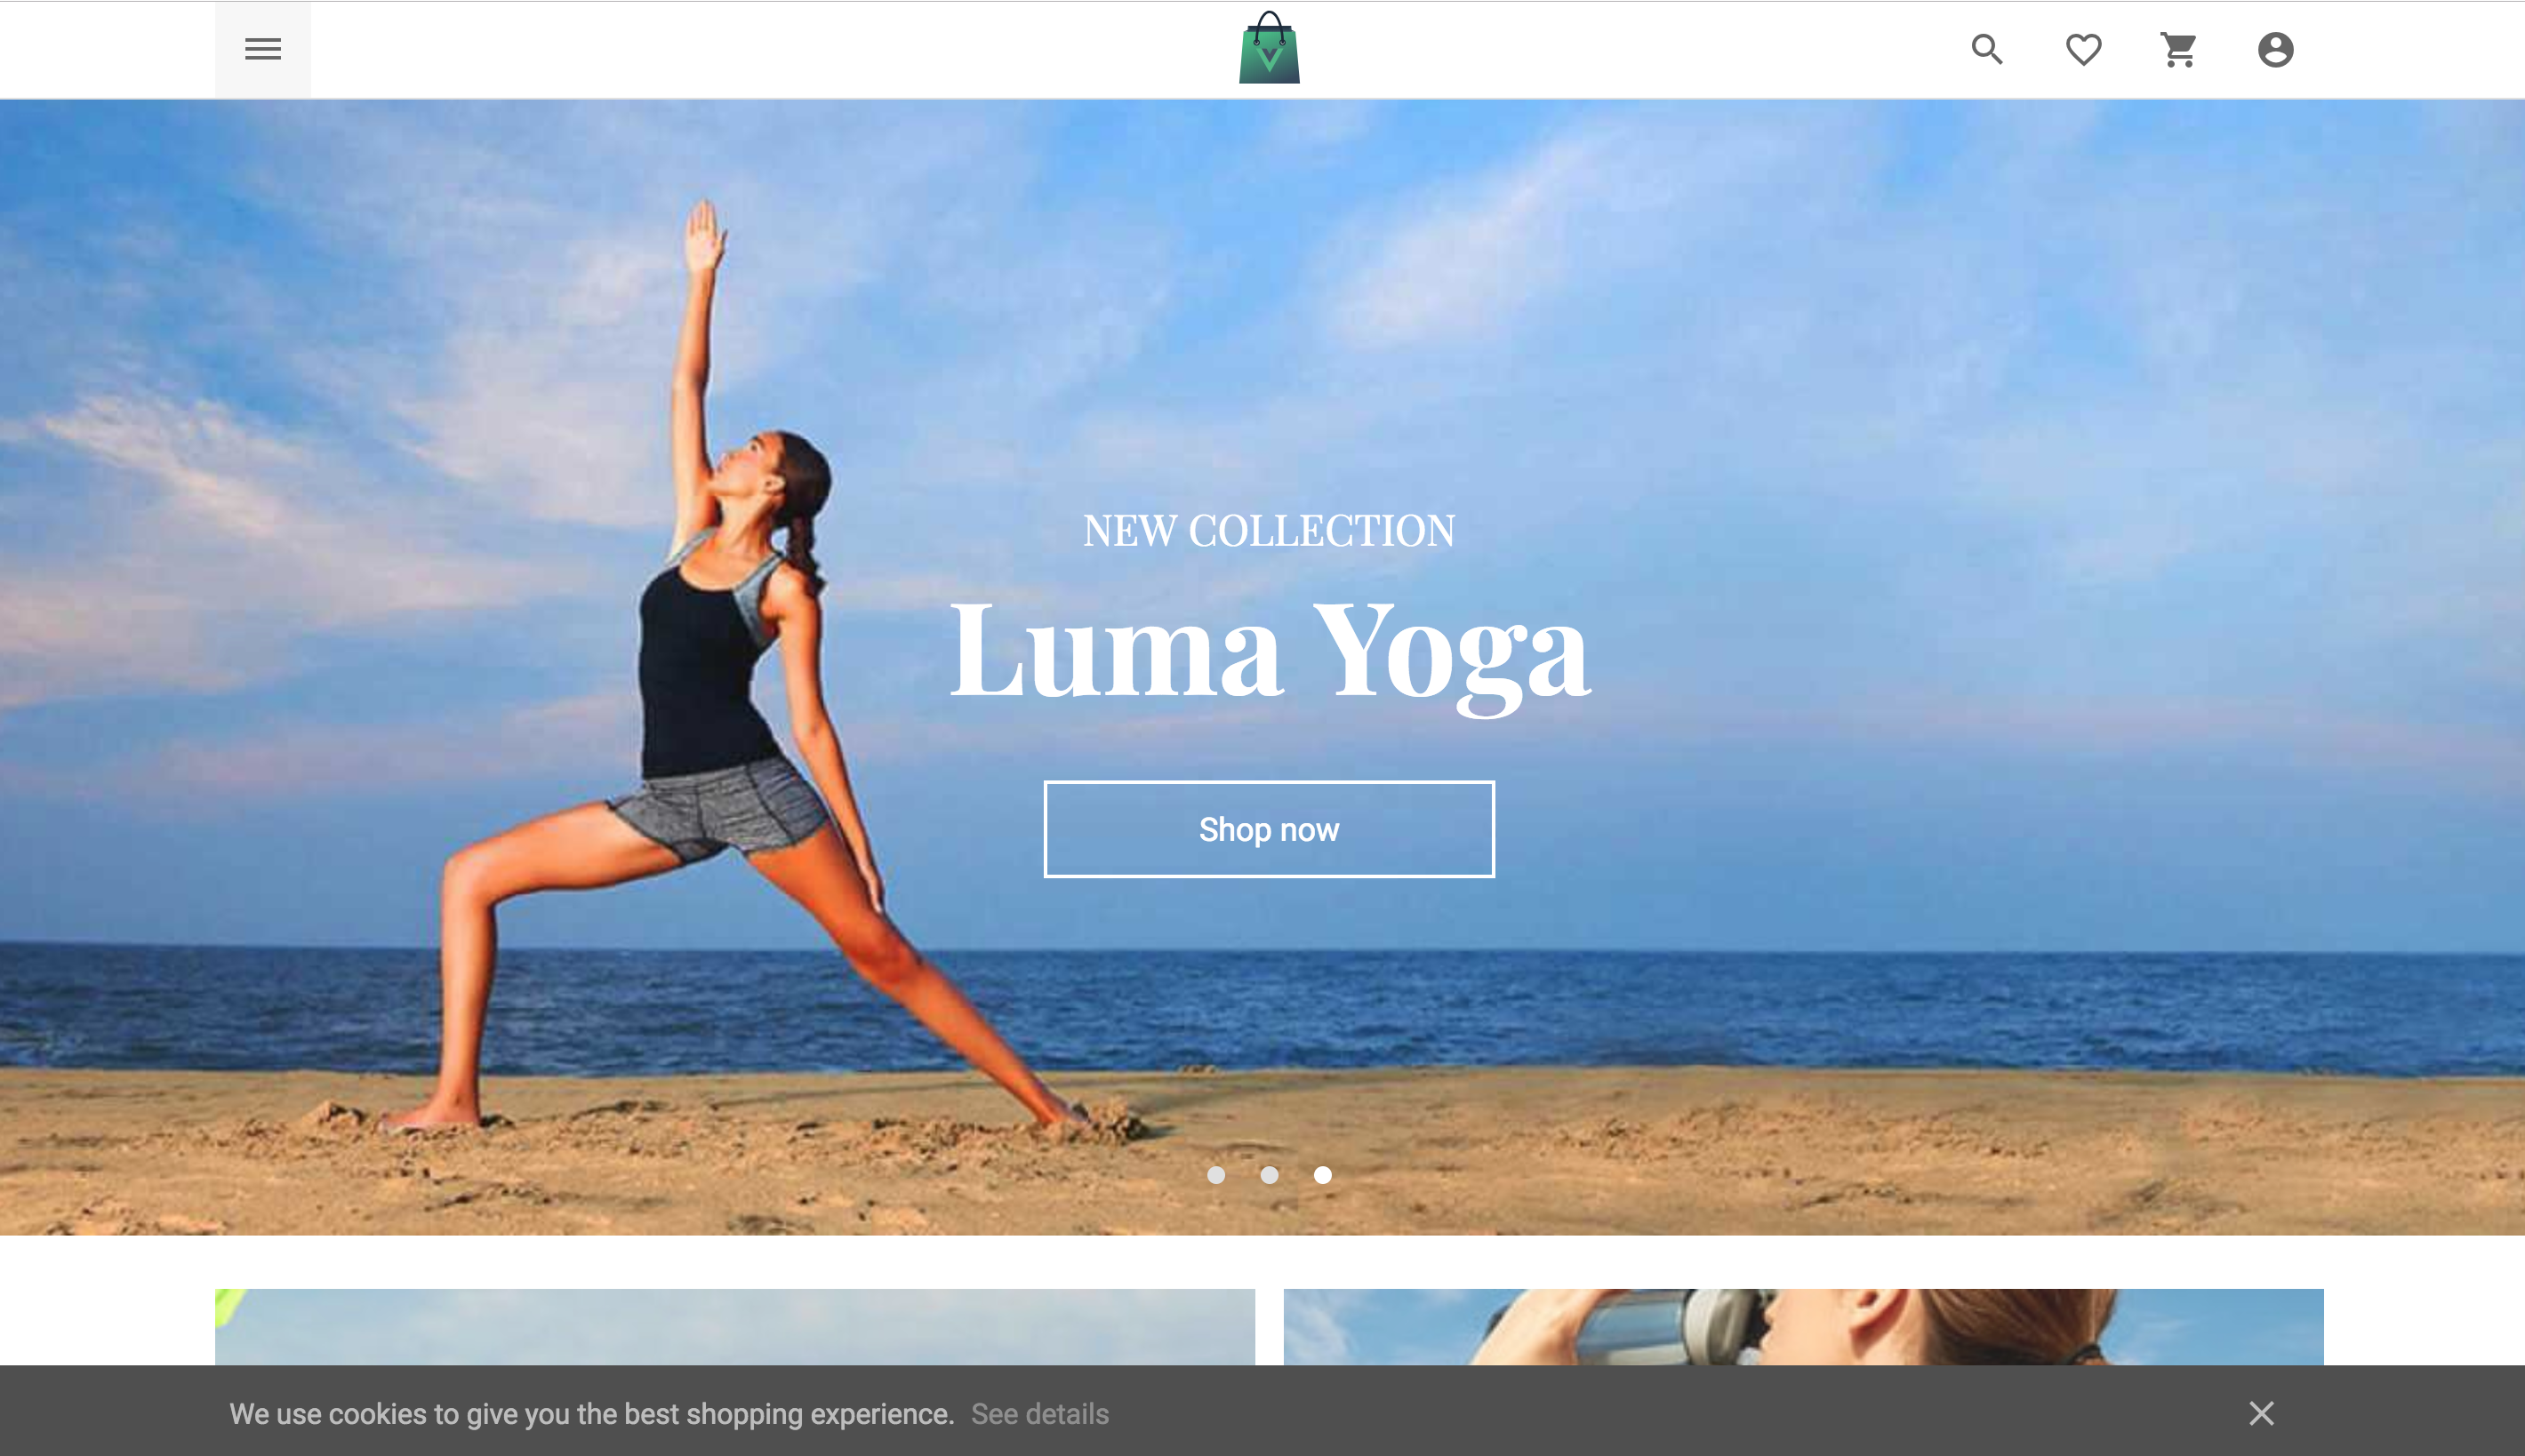 NEW COLLECTION
Luma Yoga
Shop now
We use cookies to give you the best shopping experience. See details